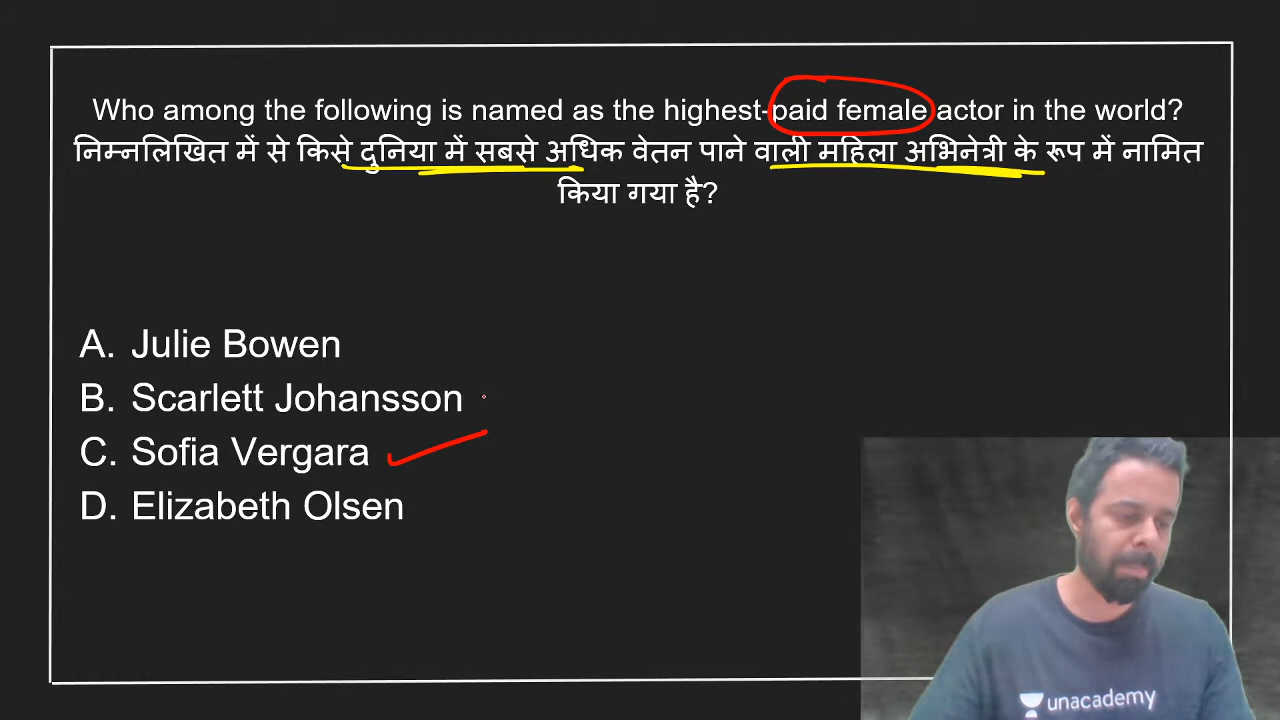 Who among the following is named as the highest-paid female actor in the world?
निम्नलिखित में से किसे दुनिया में सबसे अधिक वेतन पाने वाली महिला अभिनेत्री के रूप में नामित
किया गया है?
A. Julie Bowen
B. Scarlett Johansson
C. Sofia Vergara
D. Elizabeth Olsen
unacademy